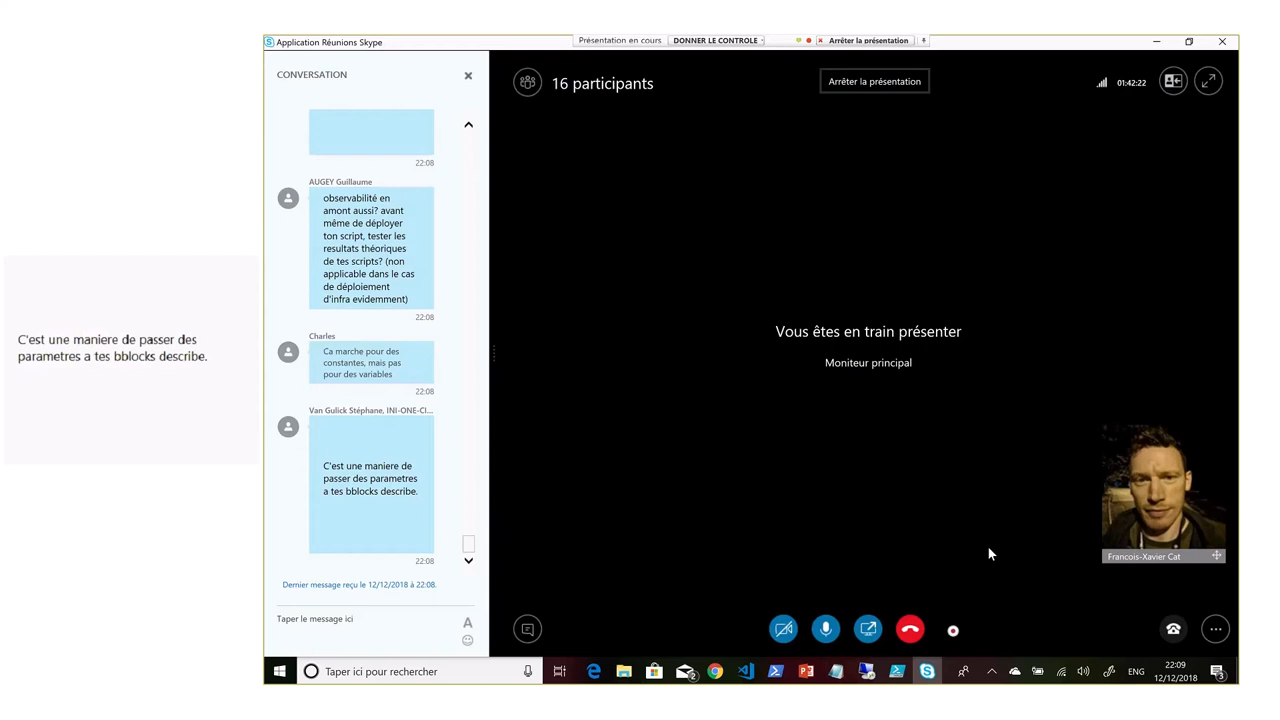 Application Réunions Skype
Présentation en cours
DONNER LE CONTROLE
Arrêter la présentation
CONVERSATION
16 participants
Arrêter la présentation
01:42:22
22:08
AUGEY Guillaume
observabilité en
amont aussi? avant
même de déployer
ton script, tester les
resultats théoriques
de tes scripts? (non
applicable dans le cas
de déploiement
d'infra evidemment)
22:08
Charles
Ca marche pour des
constantes, mais pas
pour des variables
22:08
Van Gulick Stéphane, INI-ONE-CI...
C'est une maniere de
passer des parametres
a tes bblocks describe.
22:08
Dernier message reçu le 12/12/2018 à 22:08.
Taper le message ici
A
C'est une maniere de passer des
parametres a tes bblocks describe.
Vous êtes en train présenter
Moniteur principal
Francois-Xavier Cat
Taper ici pour rechercher
2
ENG
22:09
12/12/2018
3